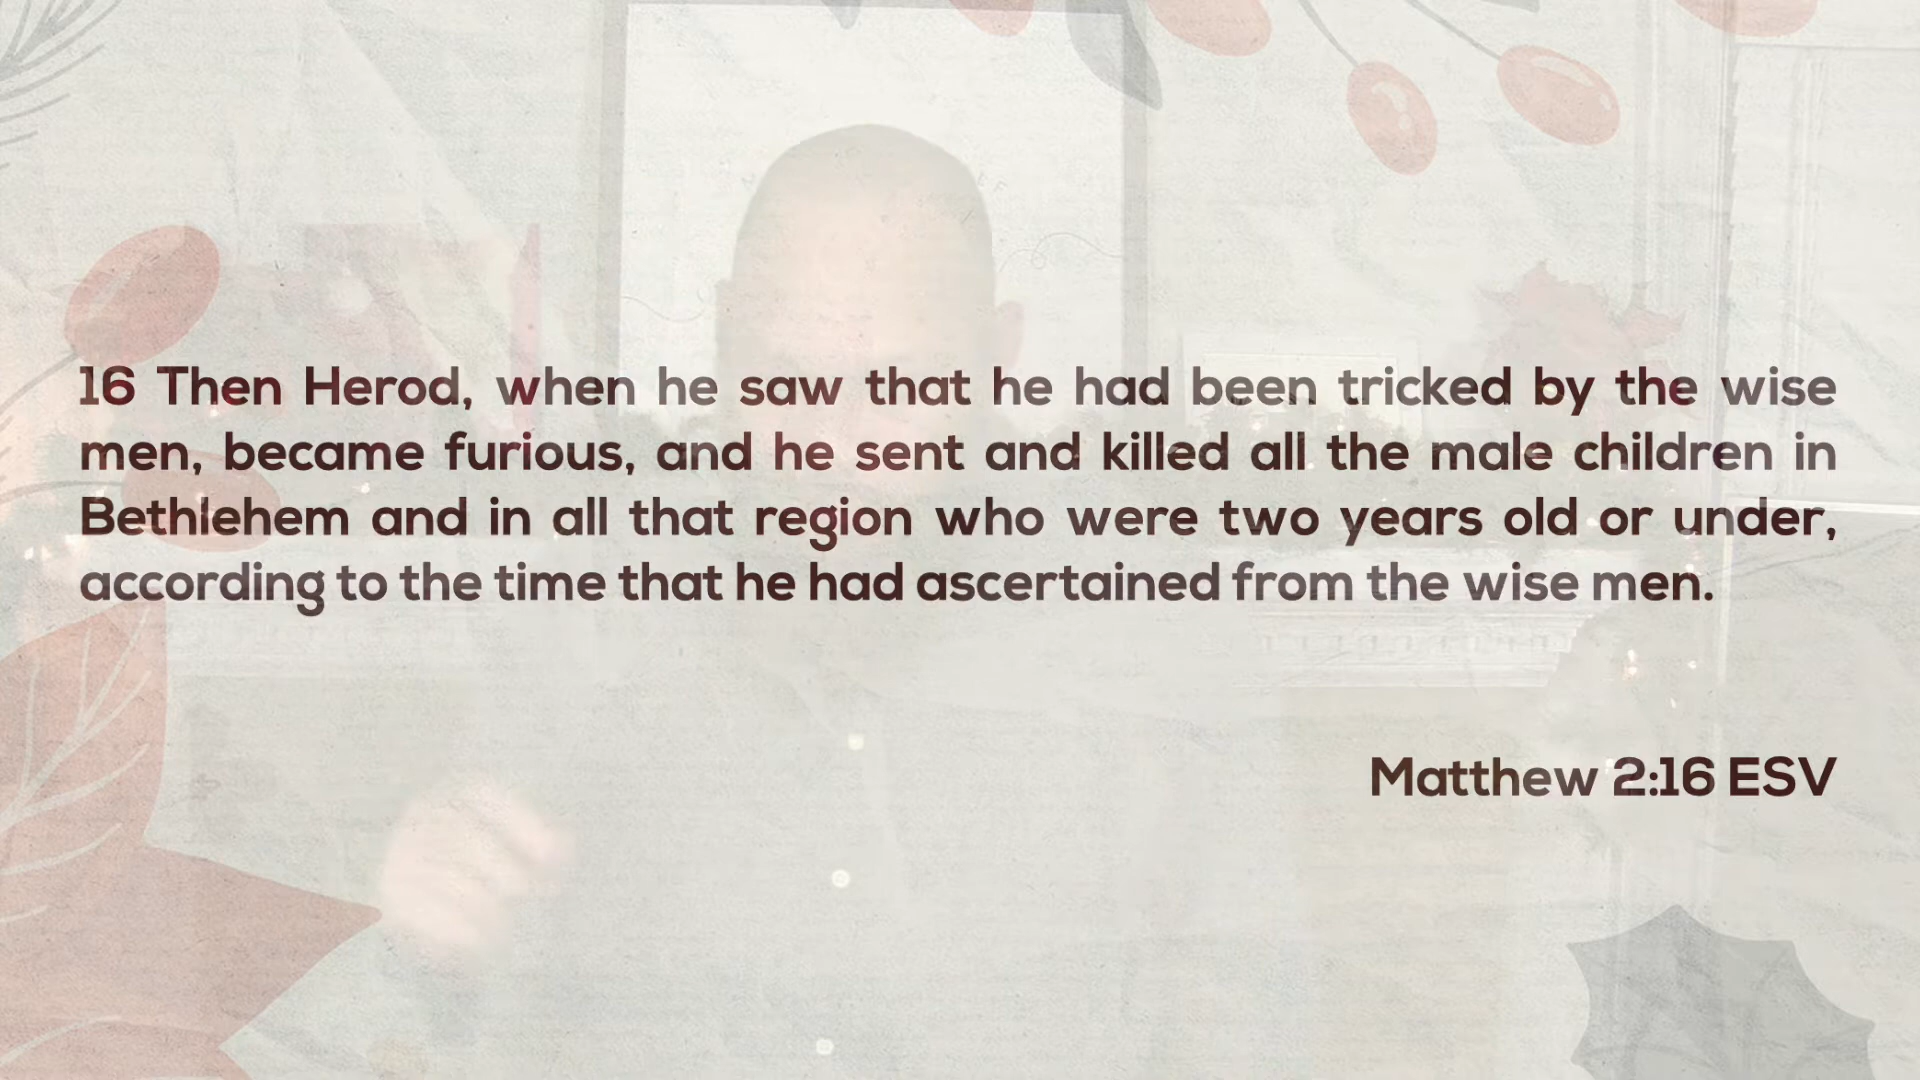 16 Then Herod, when he saw that he had been tricked by the wise
men, became furious, and he sent and killed all the male children in
Bethlehem and in all that region who were two years old or under,
according to the time that he had ascertained from the wise men.
Matthew 2:16 ESV